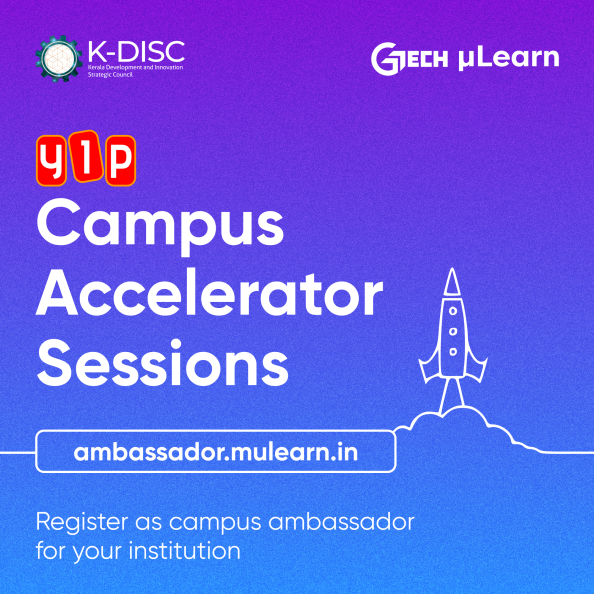 K-DISC
Kerala Development and Innovation
Strategic Council
GTECH µLearn
yip
Campus
Accelerator
Sessions
ambassador.mulearn.in
Register as campus ambassador
for your institution